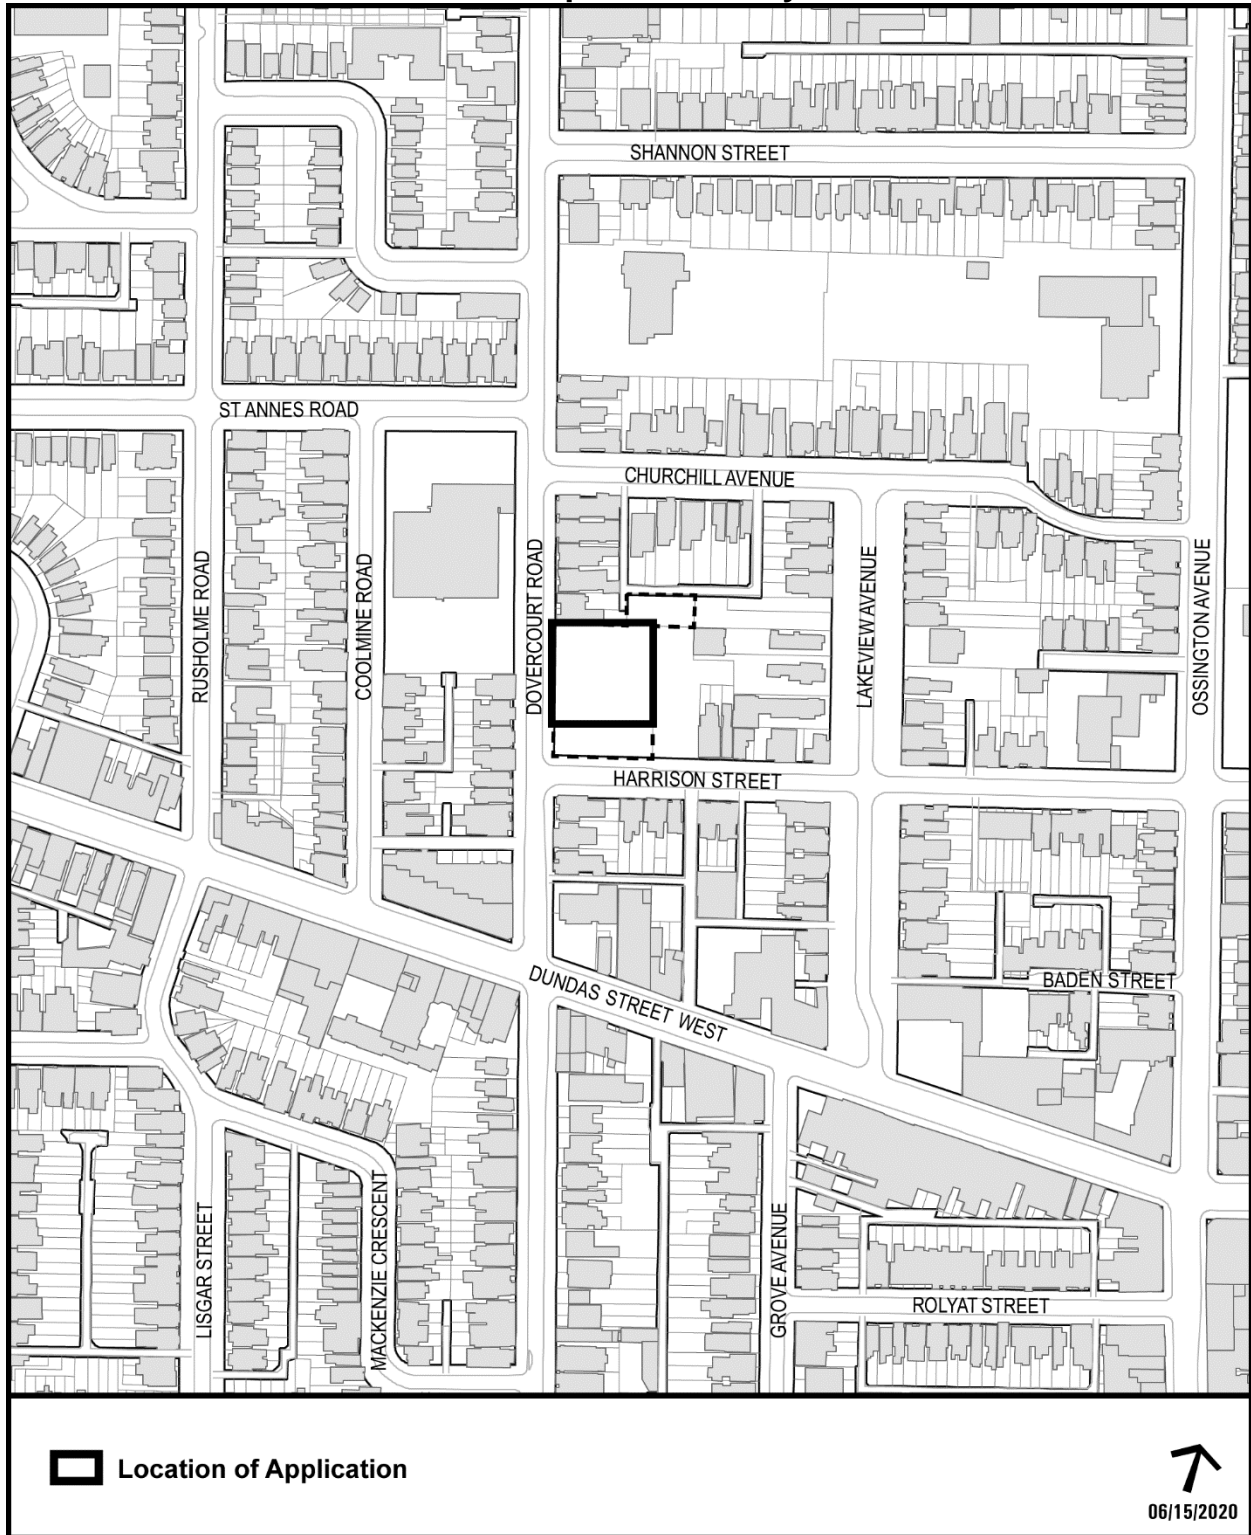 SHANNON STREET
ST ANNES ROAD
CHURCHILL AVENUE
RUSHOLME ROAD
COOLMINE ROAD
DOVERCOURT ROAD
LAKEVIEW AVENUE
OSSINGTON AVENUE
HARRISON STREET
DUNDAS STREET WEST
BADEN STREET
LISGAR STREET
MACKENZIE CRESCENT
GROVE AVENUE
ROLYAT STREET
Location of Application
06/15/2020